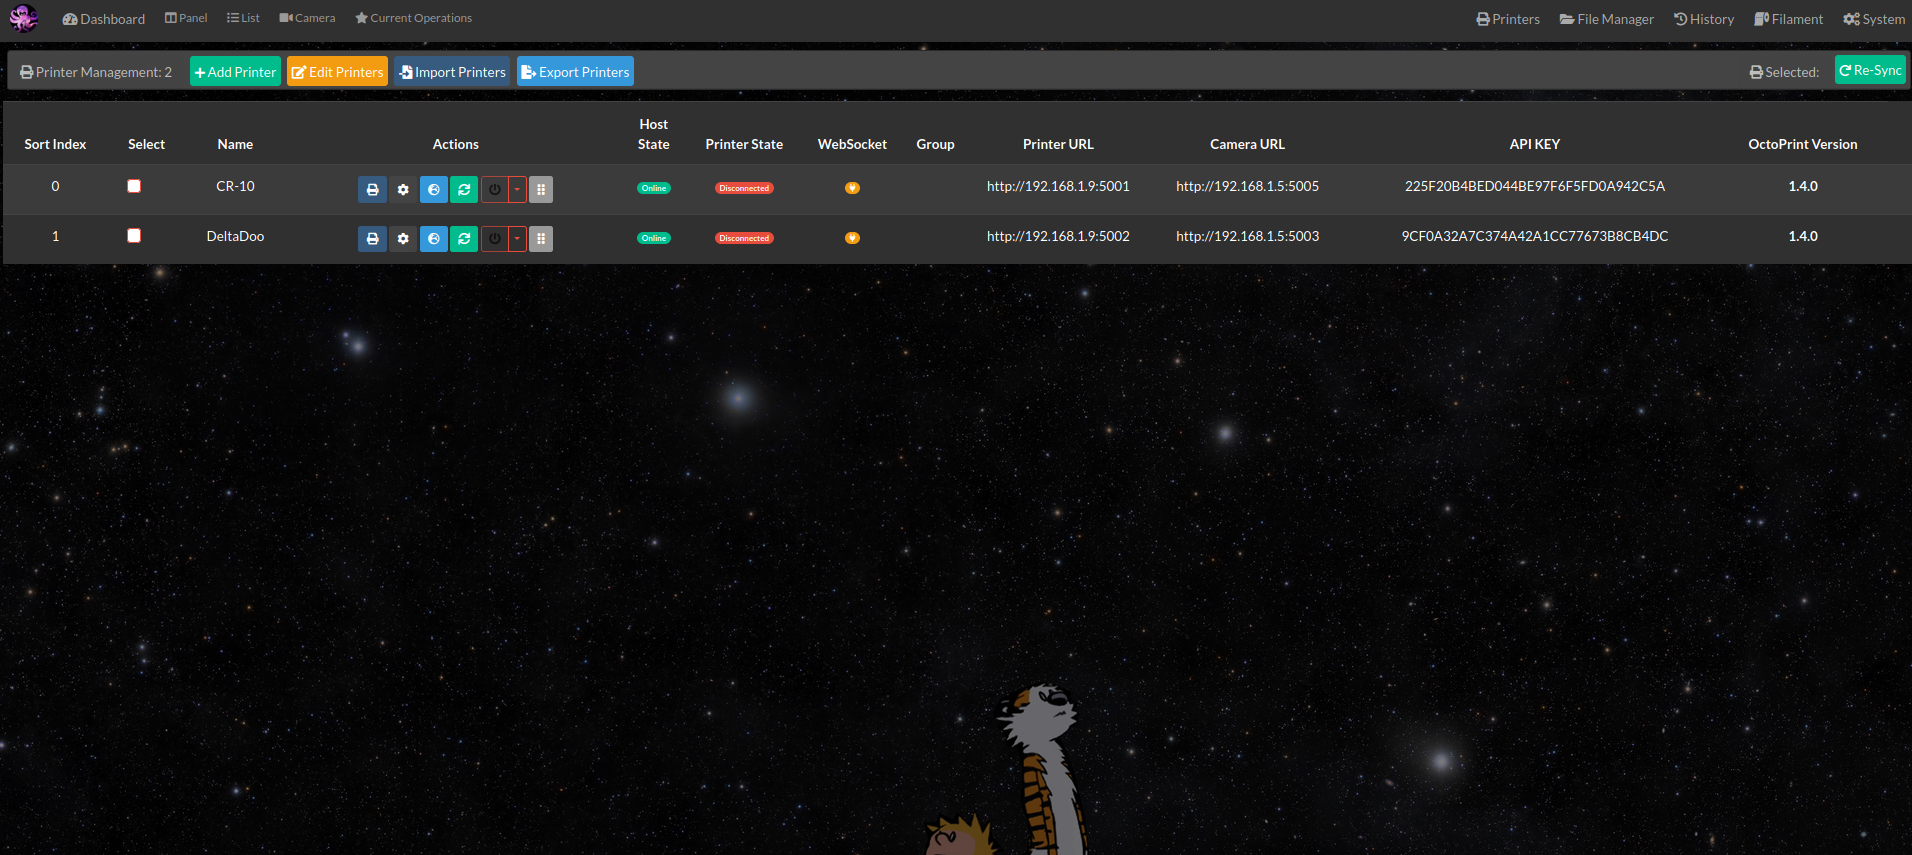 Dashboard Panel List Camera Current Operations Printers File Manager History Filament System
Printer Management: 2 Add Printer Edit Printers Import Printers Export Printers Selected: Re-Sync
Sort Index Select Name Actions Host State Printer State WebSocket Group Printer URL Camera URL API KEY OctoPrint Version
0 CR-10 Online Disconnected http://192.168.1.9:5001 http://192.168.1.5:5005 225F20B4BED044BE97F6F5FD0A942C5A 1.4.0
1 DeltaDoo Online Disconnected http://192.168.1.9:5002 http://192.168.1.5:5003 9CF0A32A7C374A42A1CC77673B8CB4DC 1.4.0